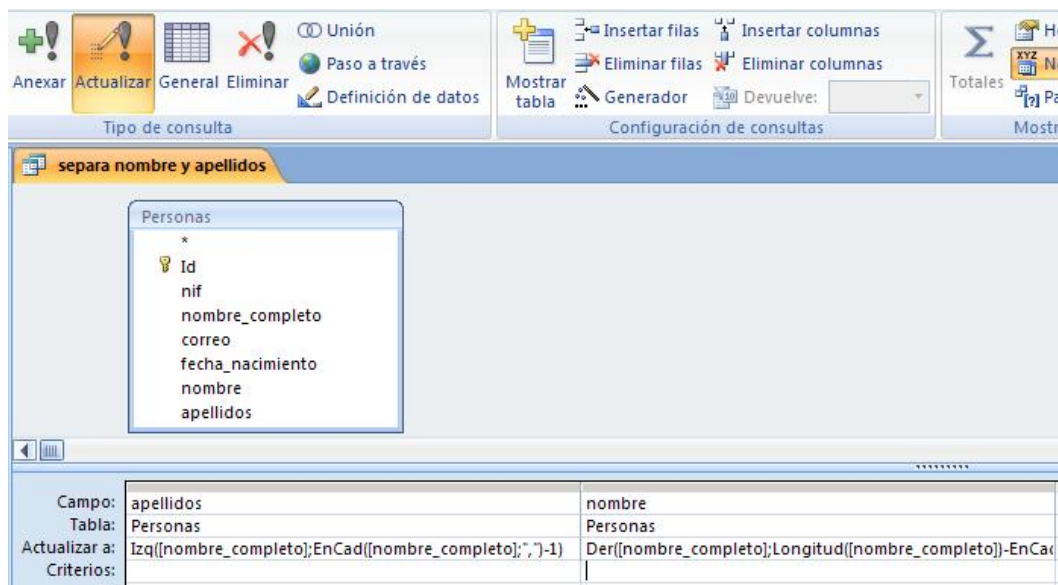 Unión
Insertar filas Insertar columnas
Paso a través
Eliminar filas Eliminar columnas
Anexar Actualizar General Eliminar
Definición de datos
Mostrar tabla
Generador Devuelve:
Totales
Tipo de consulta
Configuración de consultas
separa nombre y apellidos
Personas
*
Id
nif
nombre_completo
correo
fecha_nacimiento
nombre
apellidos
Campo: apellidos nombre
Tabla: Personas Personas
Actualizar a: Izq([nombre_completo];EnCad([nombre_completo];",")-1) Der([nombre_completo];Longitud([nombre_completo])-EnCad
Criterios: